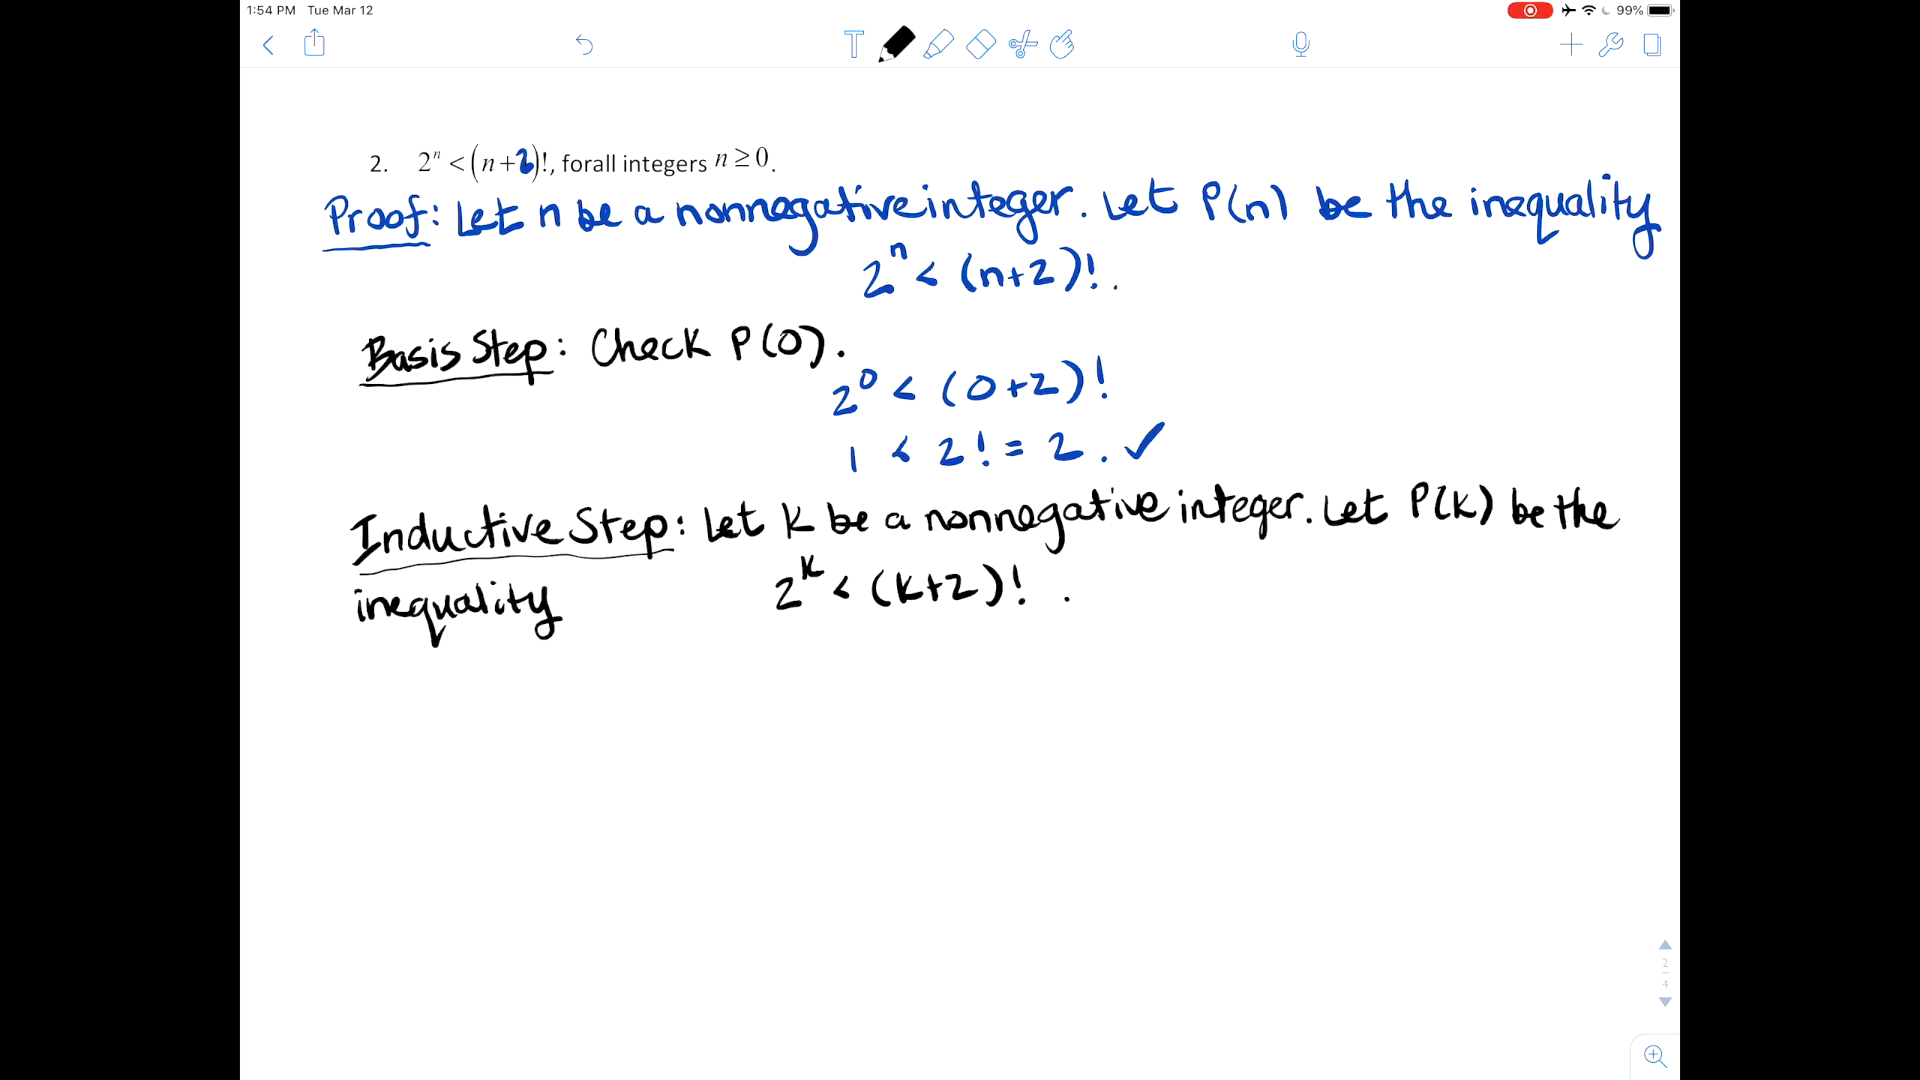 1:54 PM Tue Mar 12
99%
2. 2ⁿ < (n+2)!, forall integers n ≥ 0.
Proof: Let n be a nonnegative integer. Let P(n) be the inequality
2ⁿ < (n+2)!.
Basis Step: Check P(0).
2⁰ < (0+2)!
1 < 2! = 2. ✓
Inductive Step: Let k be a nonnegative integer. Let P(k) be the
inequality 2ᵏ < (k+2)! .
2
4